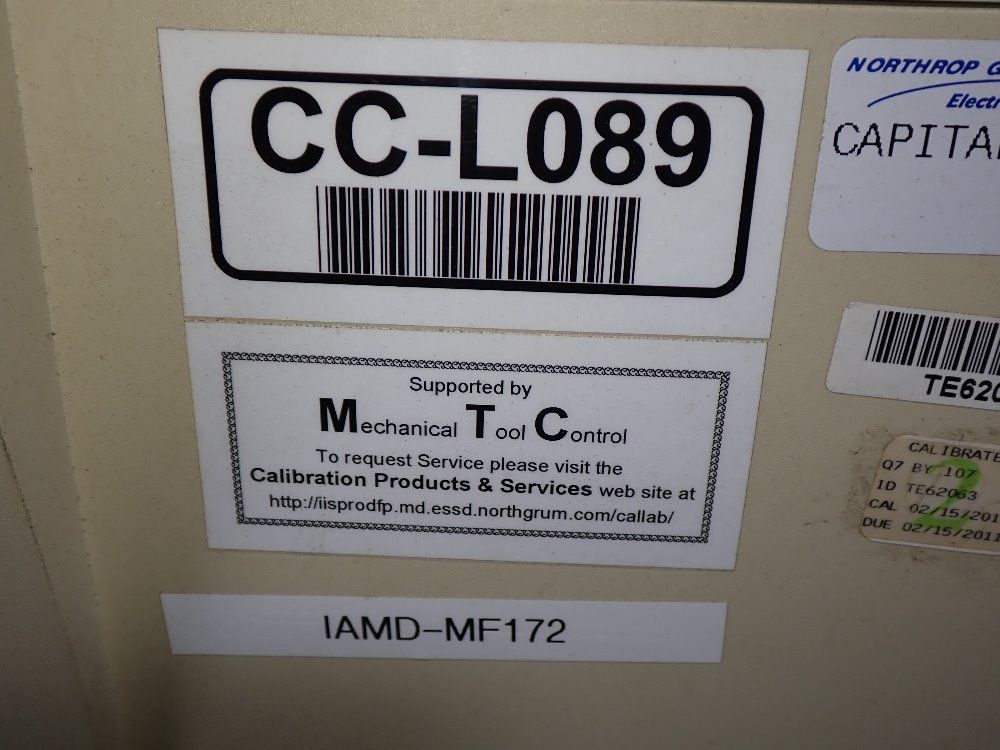 CC-L089
Supported by
Mechanical Tool Control
To request Service please visit the
Calibration Products & Services web site at
http://iisprodfp.md.essd.northgrum.com/callab/
IAMD-MF172
NORTHROP G
Electr
CAPITA
TE620
CALIBRATE
Q7 BY 107
ID TE62063
CAL 02/15/201
DUE 02/15/2011